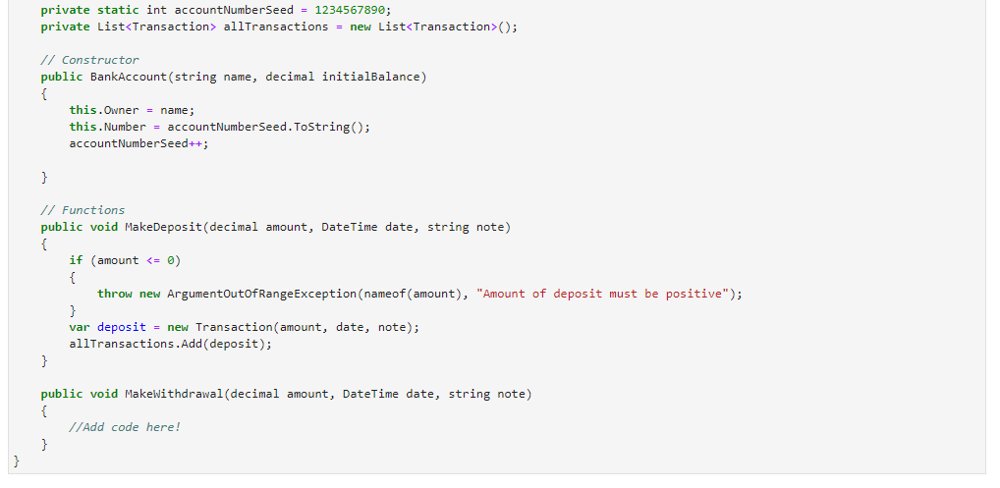 private static int accountNumberSeed = 1234567890;
private List<Transaction> allTransactions = new List<Transaction>();
// Constructor
public BankAccount(string name, decimal initialBalance)
{
this.Owner = name;
this.Number = accountNumberSeed.ToString();
accountNumberSeed++;
}
// Functions
public void MakeDeposit(decimal amount, DateTime date, string note)
{
if (amount <= 0)
{
throw new ArgumentOutOfRangeException(nameof(amount), "Amount of deposit must be positive");
}
var deposit = new Transaction(amount, date, note);
allTransactions.Add(deposit);
}
public void MakeWithdrawal(decimal amount, DateTime date, string note)
{
//Add code here!
}
}